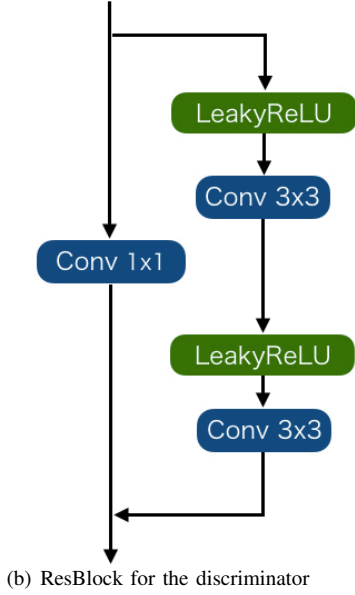 LeakyReLU
Conv 3x3
Conv 1x1
LeakyReLU
Conv 3x3
(b) ResBlock for the discriminator